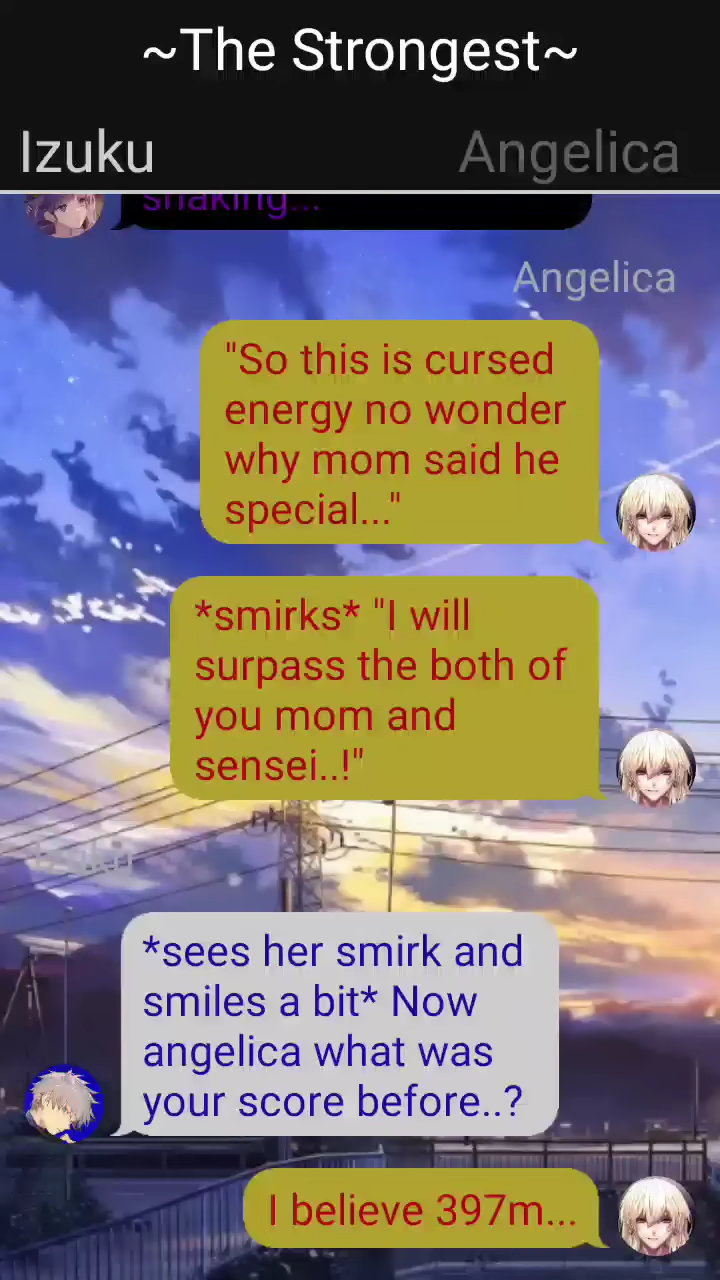 ~The Strongest~
Izuku Angelica
shaking...
Angelica
"So this is cursed
energy no wonder
why mom said he
special..."
*smirks* "I will
surpass the both of
you mom and
sensei..!"
*sees her smirk and
smiles a bit* Now
angelica what was
your score before..?
I believe 397m...